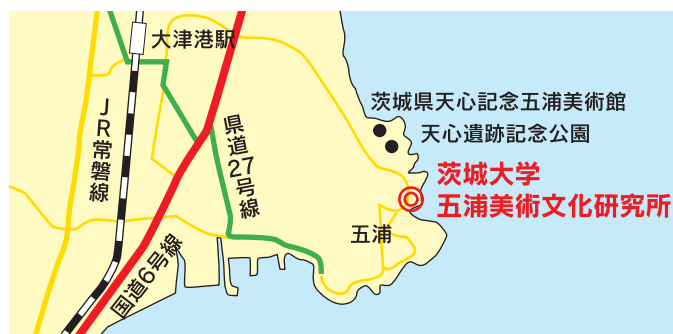 大津港駅
JR常磐線
県道27号線
国道6号線
茨城県天心記念五浦美術館
天心遺跡記念公園
茨城大学
五浦美術文化研究所
五浦